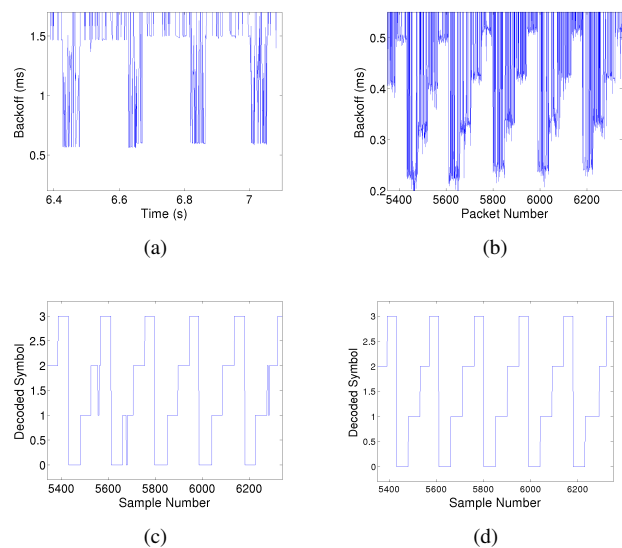 1.5
1
0.5
Backoff (ms)
6.4 6.6 6.8 7
Time (s)
(a)
0.5
0.4
0.3
0.2
Backoff (ms)
5400 5600 5800 6000 6200
Packet Number
(b)
3
2.5
2
1.5
1
0.5
0
Decoded Symbol
5400 5600 5800 6000 6200
Sample Number
(c)
3
2.5
2
1.5
1
0.5
0
Decoded Symbol
5400 5600 5800 6000 6200
Sample Number
(d)